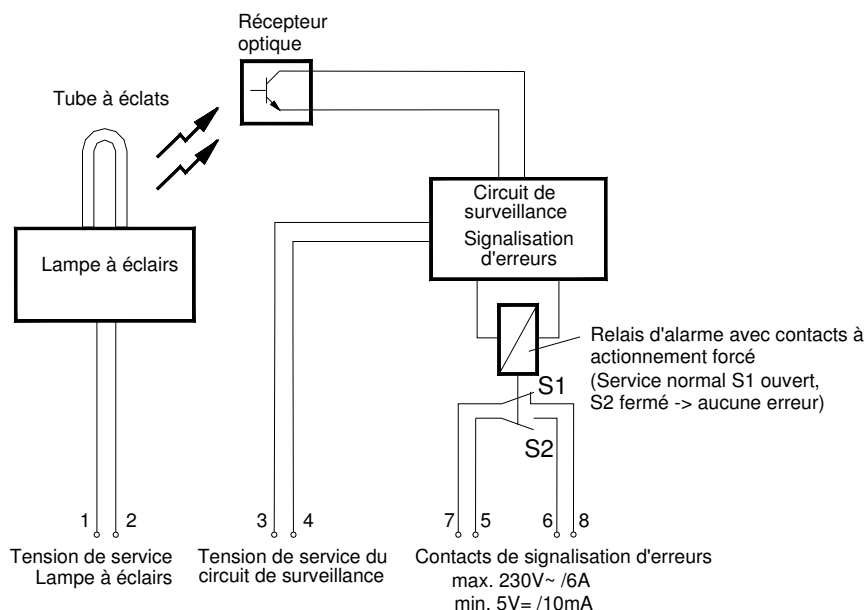 Récepteur
optique
Tube à éclats
Circuit de
surveillance
Signalisation
d'erreurs
Lampe à éclairs
Relais d'alarme avec contacts à
actionnement forcé
(Service normal S1 ouvert,
S2 fermé -> aucune erreur)
S1
S2
1 2 3 4 7 5 6 8
Tension de service
Lampe à éclairs
Tension de service du
circuit de surveillance
Contacts de signalisation d'erreurs
max. 230V~ /6A
min. 5V= /10mA